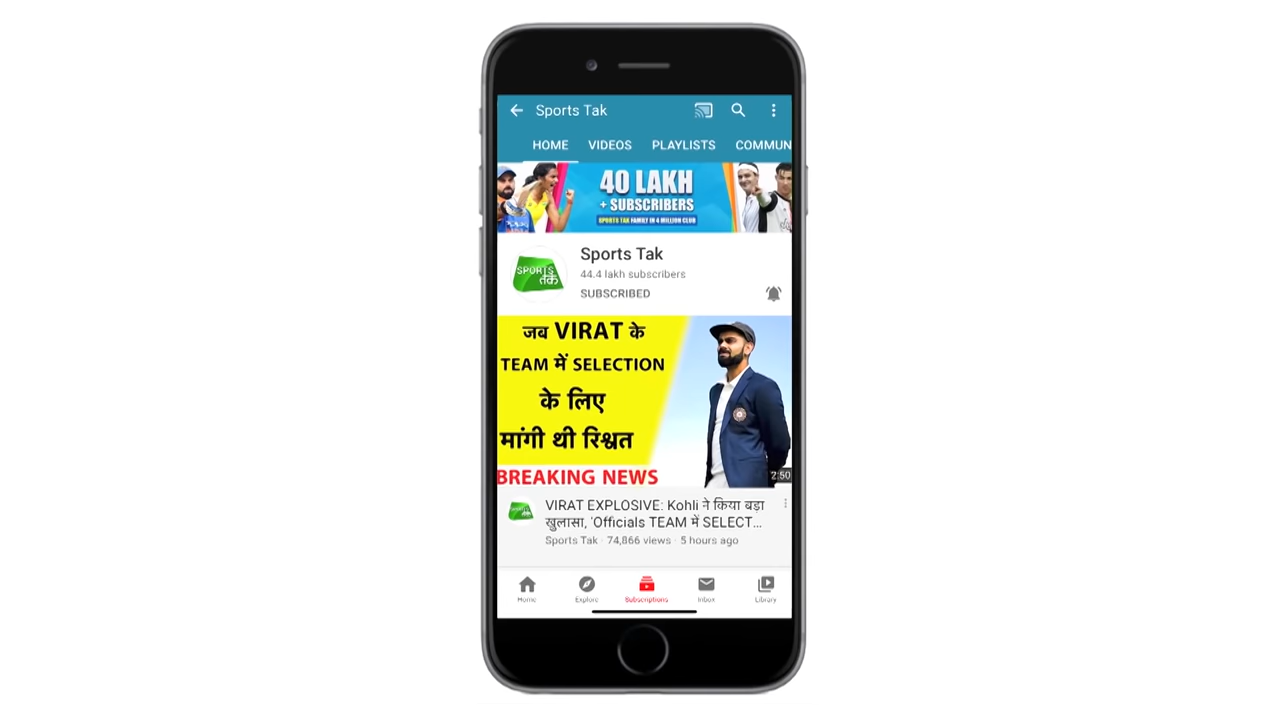 Sports Tak
HOME VIDEOS PLAYLISTS COMMUN
40 LAKH
+ SUBSCRIBERS
SPORTS TAK FAMILY IN 4 MILLION CLUB
Sports Tak
44.4 lakh subscribers
SUBSCRIBED
SPORTS
तक
जब VIRAT के
TEAM में SELECTION
के लिए
मांगी थी रिश्वत
BREAKING NEWS
2:50
VIRAT EXPLOSIVE: Kohli ने किया बड़ा
खुलासा, 'Officials TEAM में SELECT...
Sports Tak · 74,866 views · 5 hours ago
Home Explore Subscriptions Inbox Library